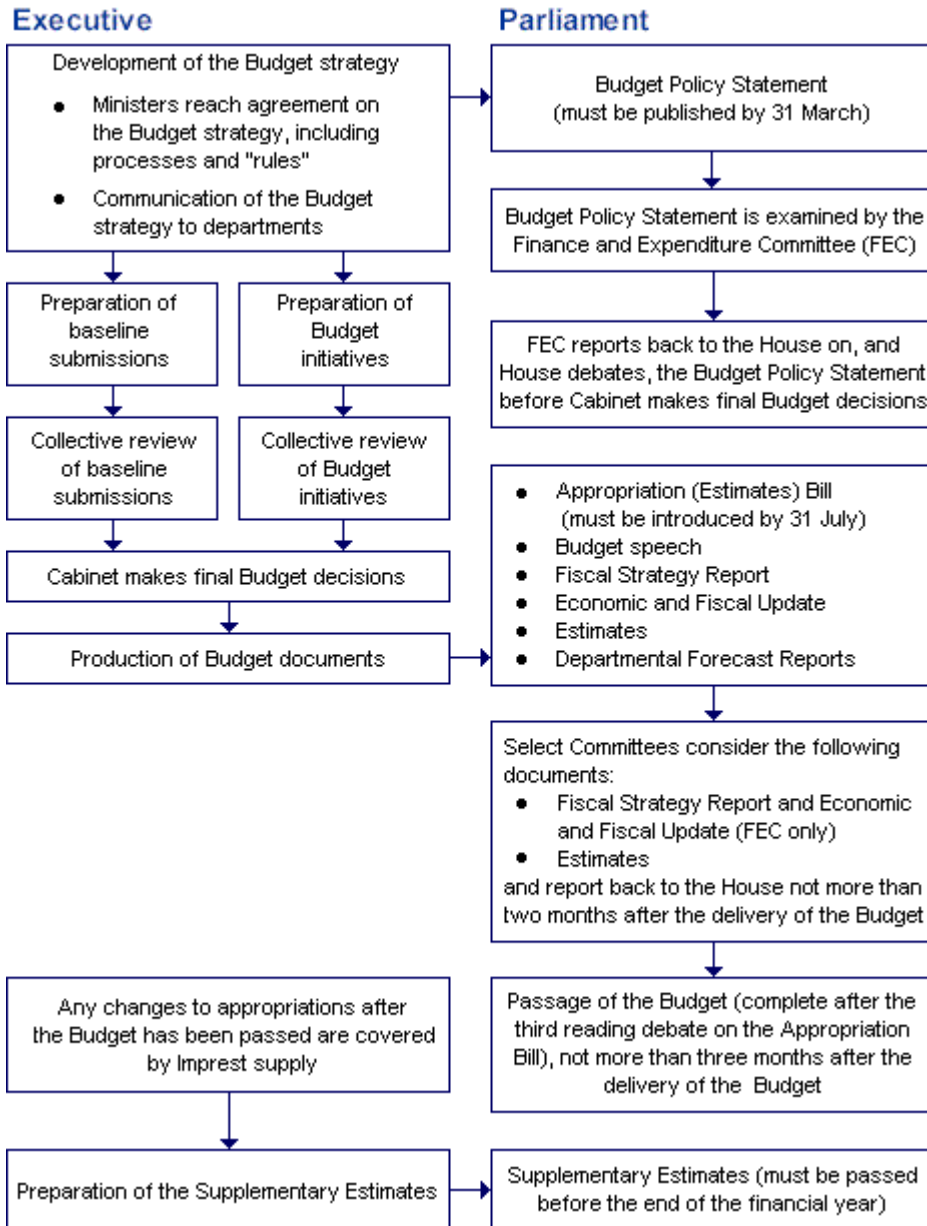 Executive
Parliament
Development of the Budget strategy
● Ministers reach agreement on
the Budget strategy, including
processes and "rules"
● Communication of the Budget
strategy to departments
Budget Policy Statement
(must be published by 31 March)
Budget Policy Statement is examined by the
Finance and Expenditure Committee (FEC)
Preparation of
baseline
submissions
Preparation of
Budget
initiatives
FEC reports back to the House on, and
House debates, the Budget Policy Statement
before Cabinet makes final Budget decisions
Collective review
of baseline
submissions
Collective review
of Budget
initiatives
Cabinet makes final Budget decisions
Production of Budget documents
● Appropriation (Estimates) Bill
(must be introduced by 31 July)
● Budget speech
● Fiscal Strategy Report
● Economic and Fiscal Update
● Estimates
● Departmental Forecast Reports
Select Committees consider the following
documents:
● Fiscal Strategy Report and Economic
and Fiscal Update (FEC only)
● Estimates
and report back to the House not more than
two months after the delivery of the Budget
Any changes to appropriations after
the Budget has been passed are covered
by Imprest supply
Passage of the Budget (complete after the
third reading debate on the Appropriation
Bill), not more than three months after the
delivery of the Budget
Preparation of the Supplementary Estimates
Supplementary Estimates (must be passed
before the end of the financial year)